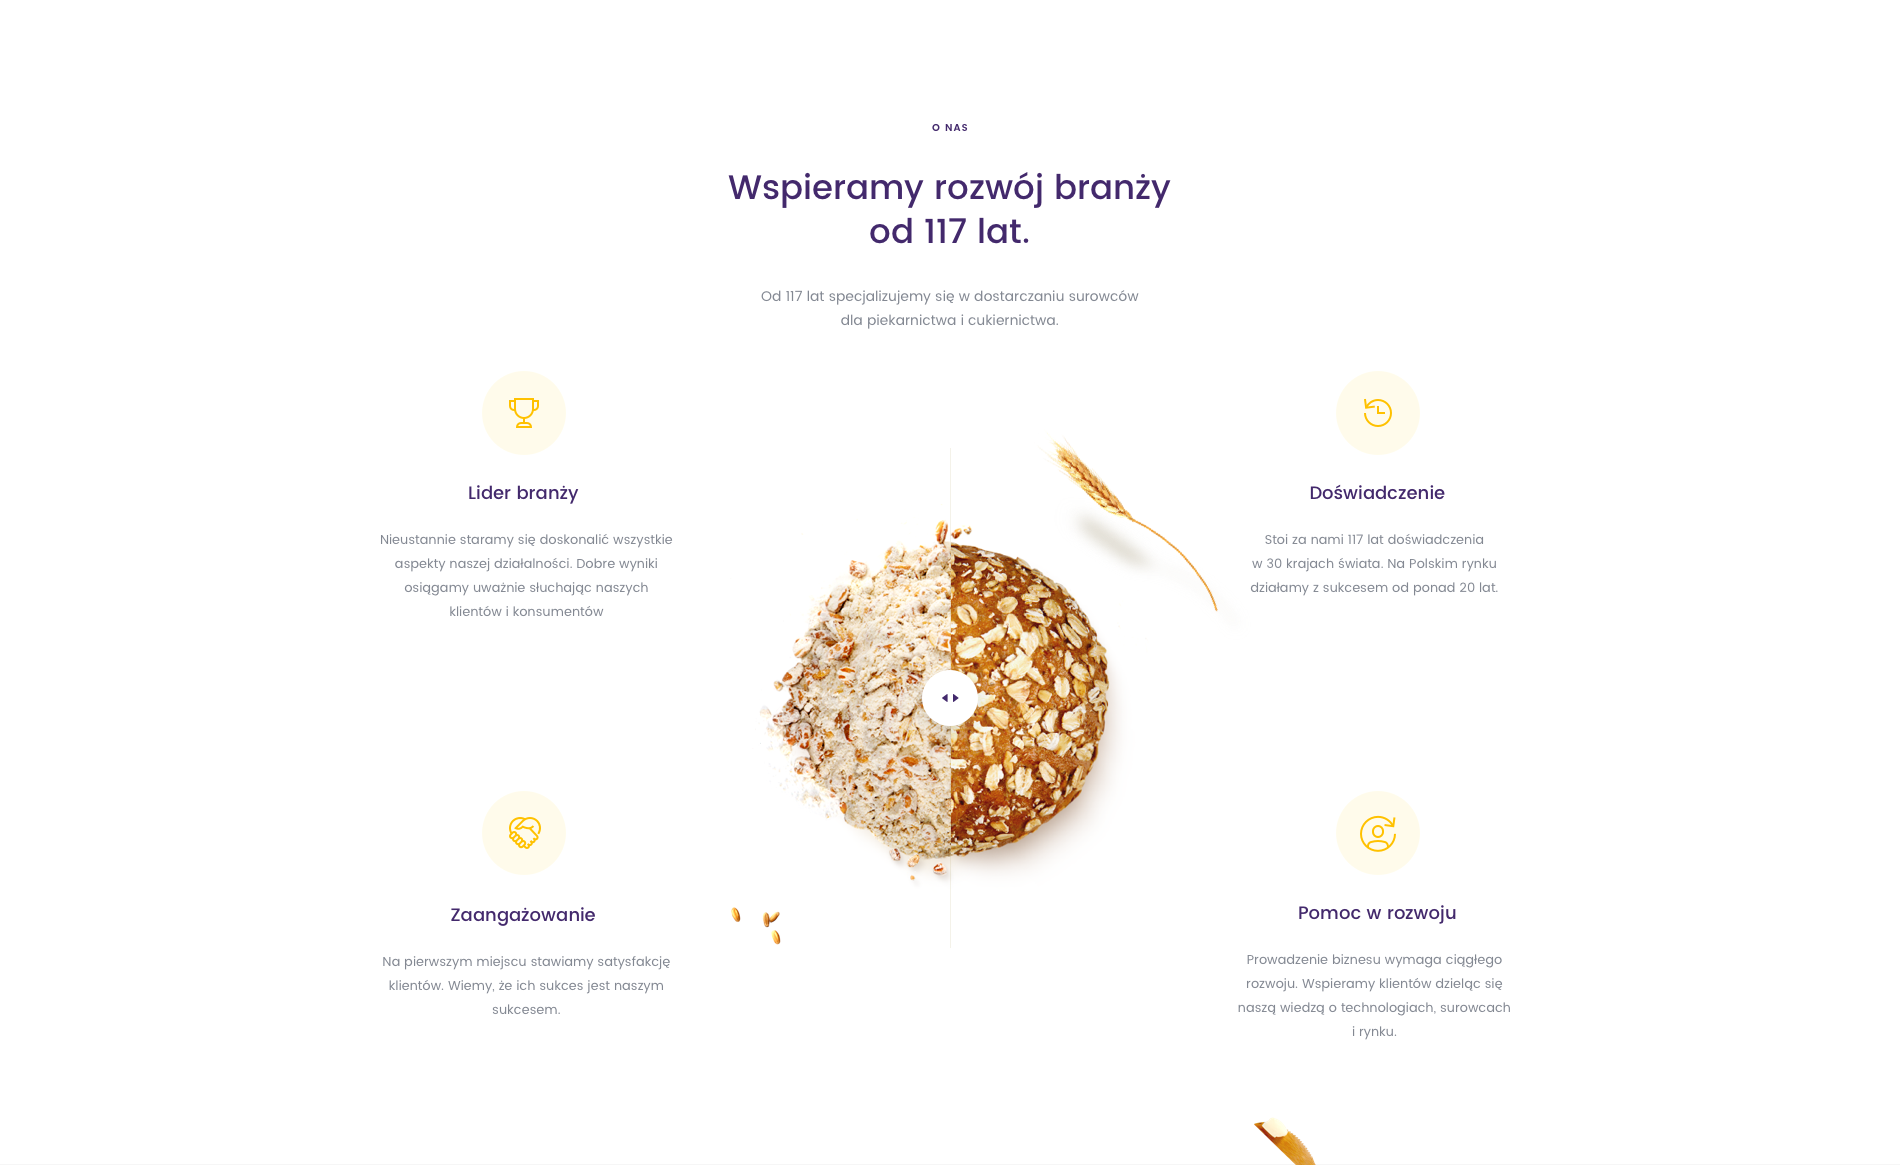 O NAS
Wspieramy rozwój branży
od 117 lat.
Od 117 lat specjalizujemy się w dostarczaniu surowców
dla piekarnictwa i cukiernictwa.
Lider branży
Nieustannie staramy się doskonalić wszystkie
aspekty naszej działalności. Dobre wyniki
osiągamy uważnie słuchając naszych
klientów i konsumentów
Doświadczenie
Stoi za nami 117 lat doświadczenia
w 30 krajach świata. Na Polskim rynku
działamy z sukcesem od ponad 20 lat.
Zaangażowanie
Na pierwszym miejscu stawiamy satysfakcję
klientów. Wiemy, że ich sukces jest naszym
sukcesem.
Pomoc w rozwoju
Prowadzenie biznesu wymaga ciągłego
rozwoju. Wspieramy klientów dzieląc się
naszą wiedzą o technologiach, surowcach
i rynku.